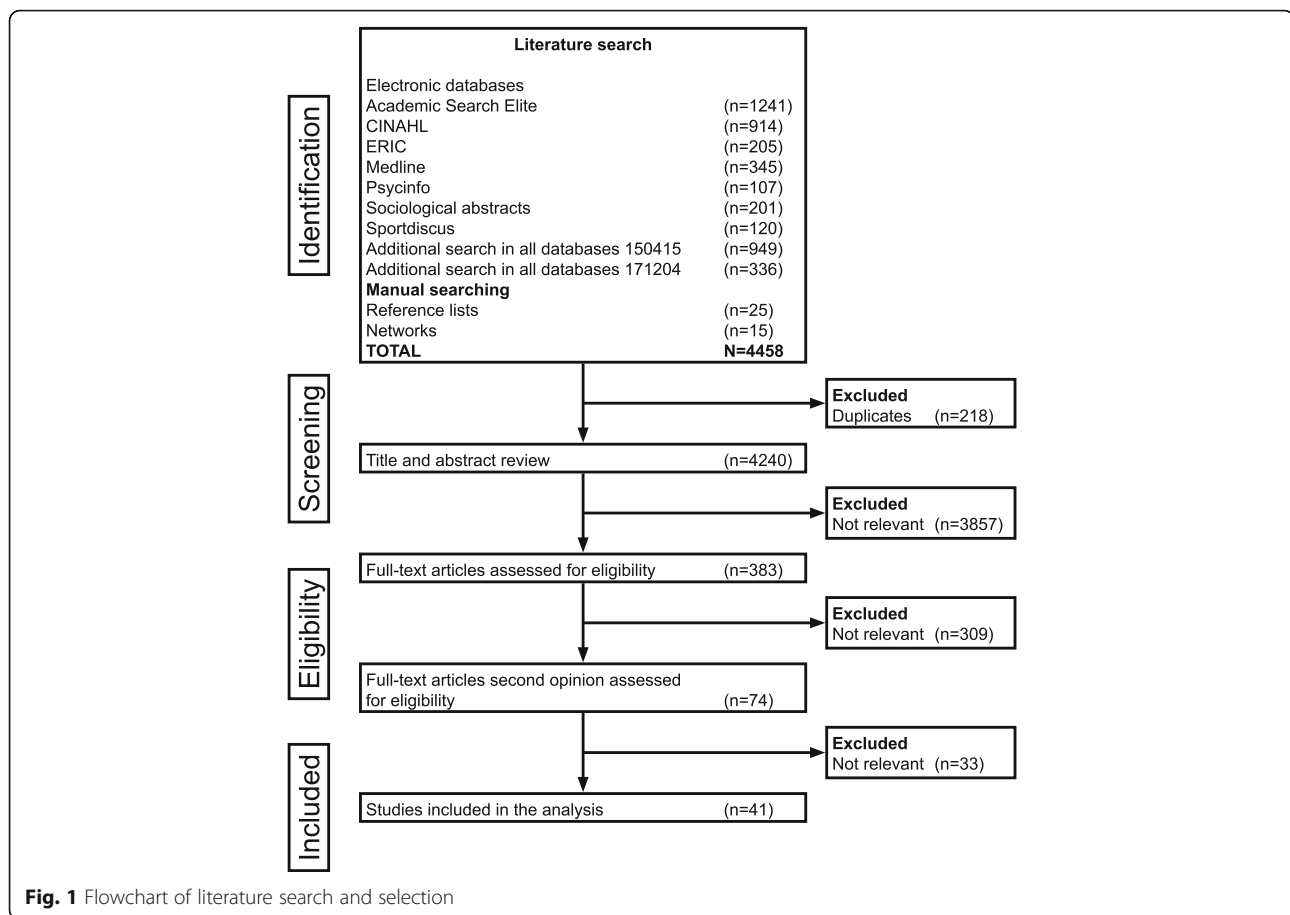 Literature search
Identification
Electronic databases
Academic Search Elite (n=1241)
CINAHL (n=914)
ERIC (n=205)
Medline (n=345)
Psycinfo (n=107)
Sociological abstracts (n=201)
Sportdiscus (n=120)
Additional search in all databases 150415 (n=949)
Additional search in all databases 171204 (n=336)
Manual searching
Reference lists (n=25)
Networks (n=15)
TOTAL N=4458
Screening
Excluded
Duplicates (n=218)
Title and abstract review (n=4240)
Excluded
Not relevant (n=3857)
Eligibility
Full-text articles assessed for eligibility (n=383)
Excluded
Not relevant (n=309)
Full-text articles second opinion assessed
for eligibility (n=74)
Included
Excluded
Not relevant (n=33)
Studies included in the analysis (n=41)
Fig. 1 Flowchart of literature search and selection